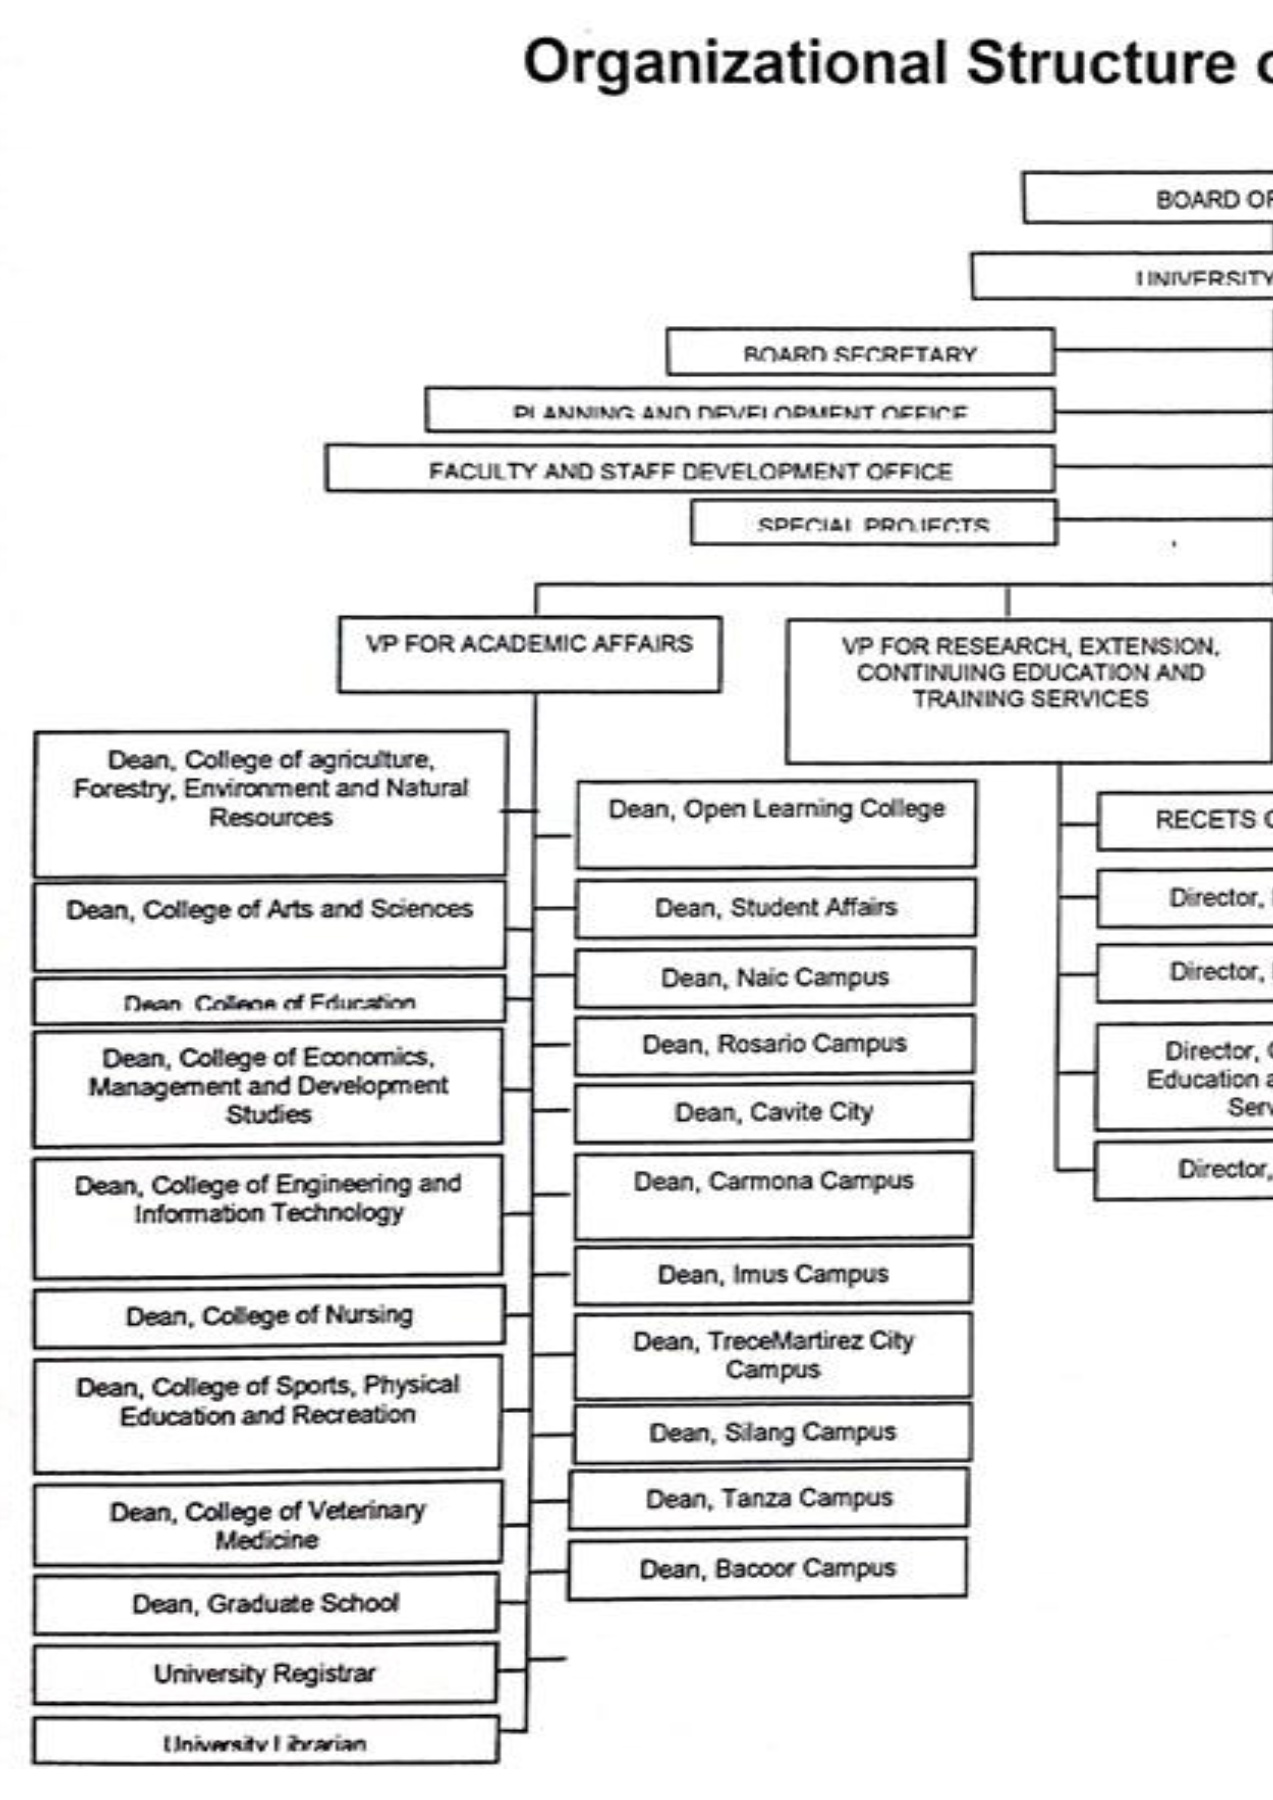 Organizational Structure
BOARD OF
UNIVERSITY
BOARD SECRETARY
PLANNING AND DEVELOPMENT OFFICE
FACULTY AND STAFF DEVELOPMENT OFFICE
SPECIAL PROJECTS
VP FOR ACADEMIC AFFAIRS
VP FOR RESEARCH, EXTENSION,
CONTINUING EDUCATION AND
TRAINING SERVICES
Dean, College of agriculture,
Forestry, Environment and Natural
Resources
Dean, College of Arts and Sciences
Dean, College of Education
Dean, College of Economics,
Management and Development
Studies
Dean, College of Engineering and
Information Technology
Dean, College of Nursing
Dean, College of Sports, Physical
Education and Recreation
Dean, College of Veterinary
Medicine
Dean, Graduate School
University Registrar
University Librarian
Dean, Open Learning College
Dean, Student Affairs
Dean, Naic Campus
Dean, Rosario Campus
Dean, Cavite City
Dean, Carmona Campus
Dean, Imus Campus
Dean, TreceMartirez City
Campus
Dean, Silang Campus
Dean, Tanza Campus
Dean, Bacoor Campus
RECETS
Director,
Director,
Director,
Education
Director,